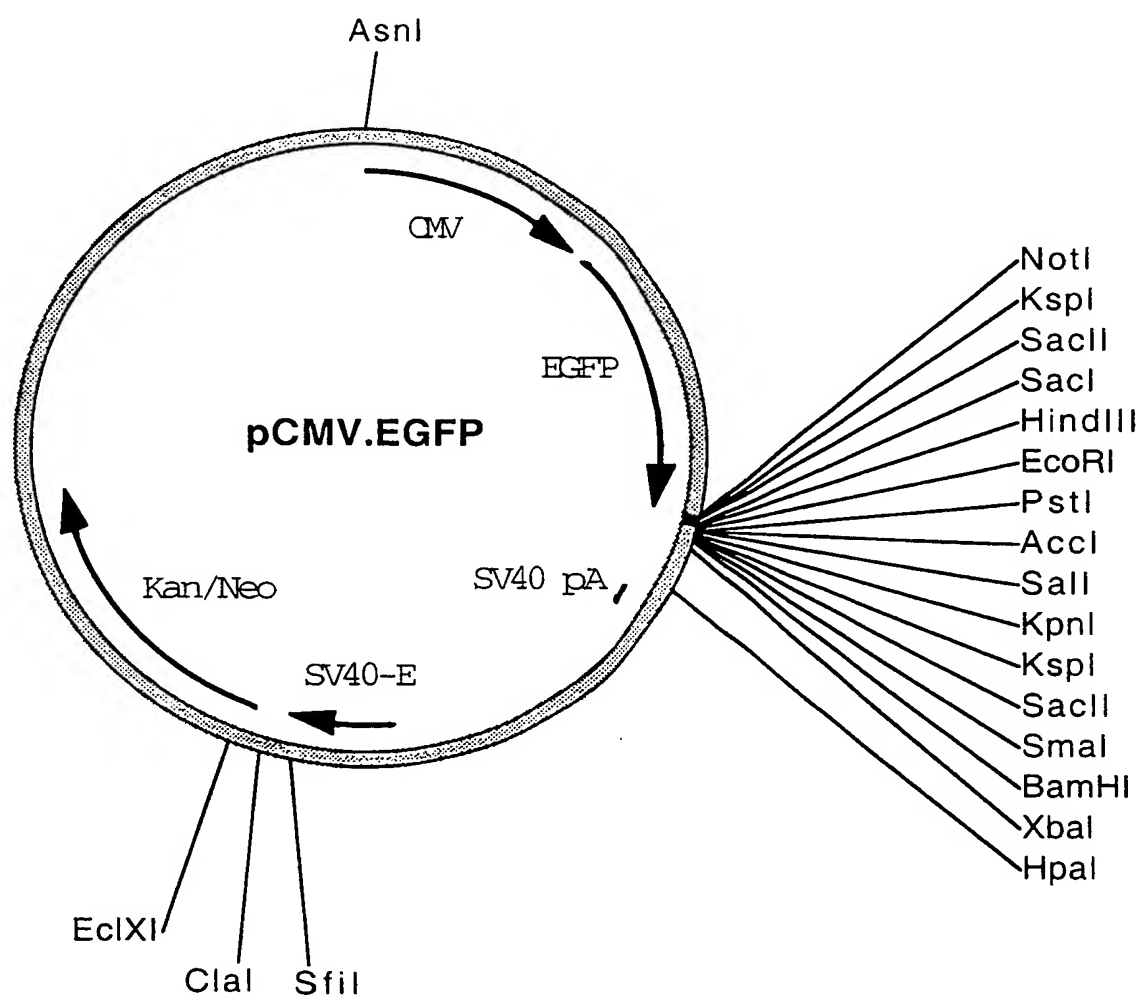 AsnI
CMV
NotI
KspI
SacII
SacI
HindIII
EcoRI
PstI
AccI
SalI
KpnI
KspI
SacII
SmaI
BamHI
XbaI
HpaI
EGFP
pCMV.EGFP
SV40 pA
Kan/Neo
SV40-E
EclXI
ClaI
SfiI